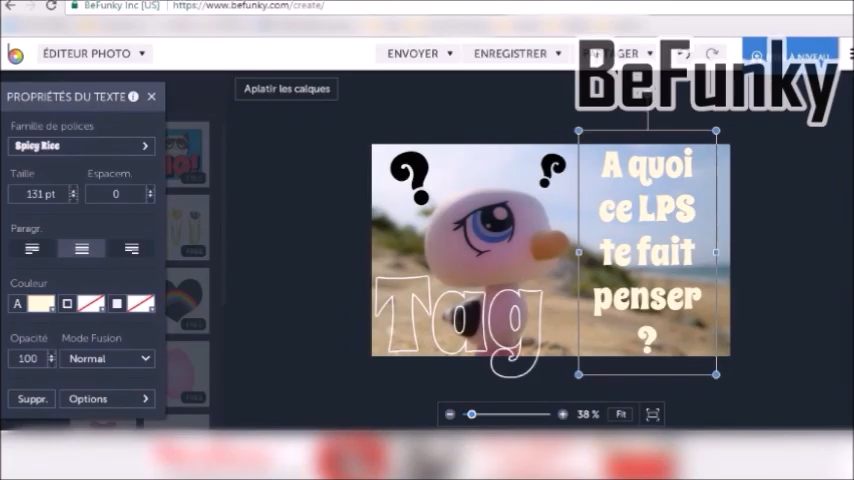 BeFunky Inc [US]
https://www.befunky.com/create/
ÉDITEUR PHOTO
ENVOYER
ENREGISTRER
BeFunky
Aplatir les calques
PROPRIÉTÉS DU TEXTE
Famille de polices
Spicy Rice
Taille
Espacem.
131 pt
0
Paragr.
Couleur
A
Opacité
Mode Fusion
100
Normal
Suppr.
Options
?
?
Tag
A quoi
ce LPS
te fait
penser
?
38 %
Fit